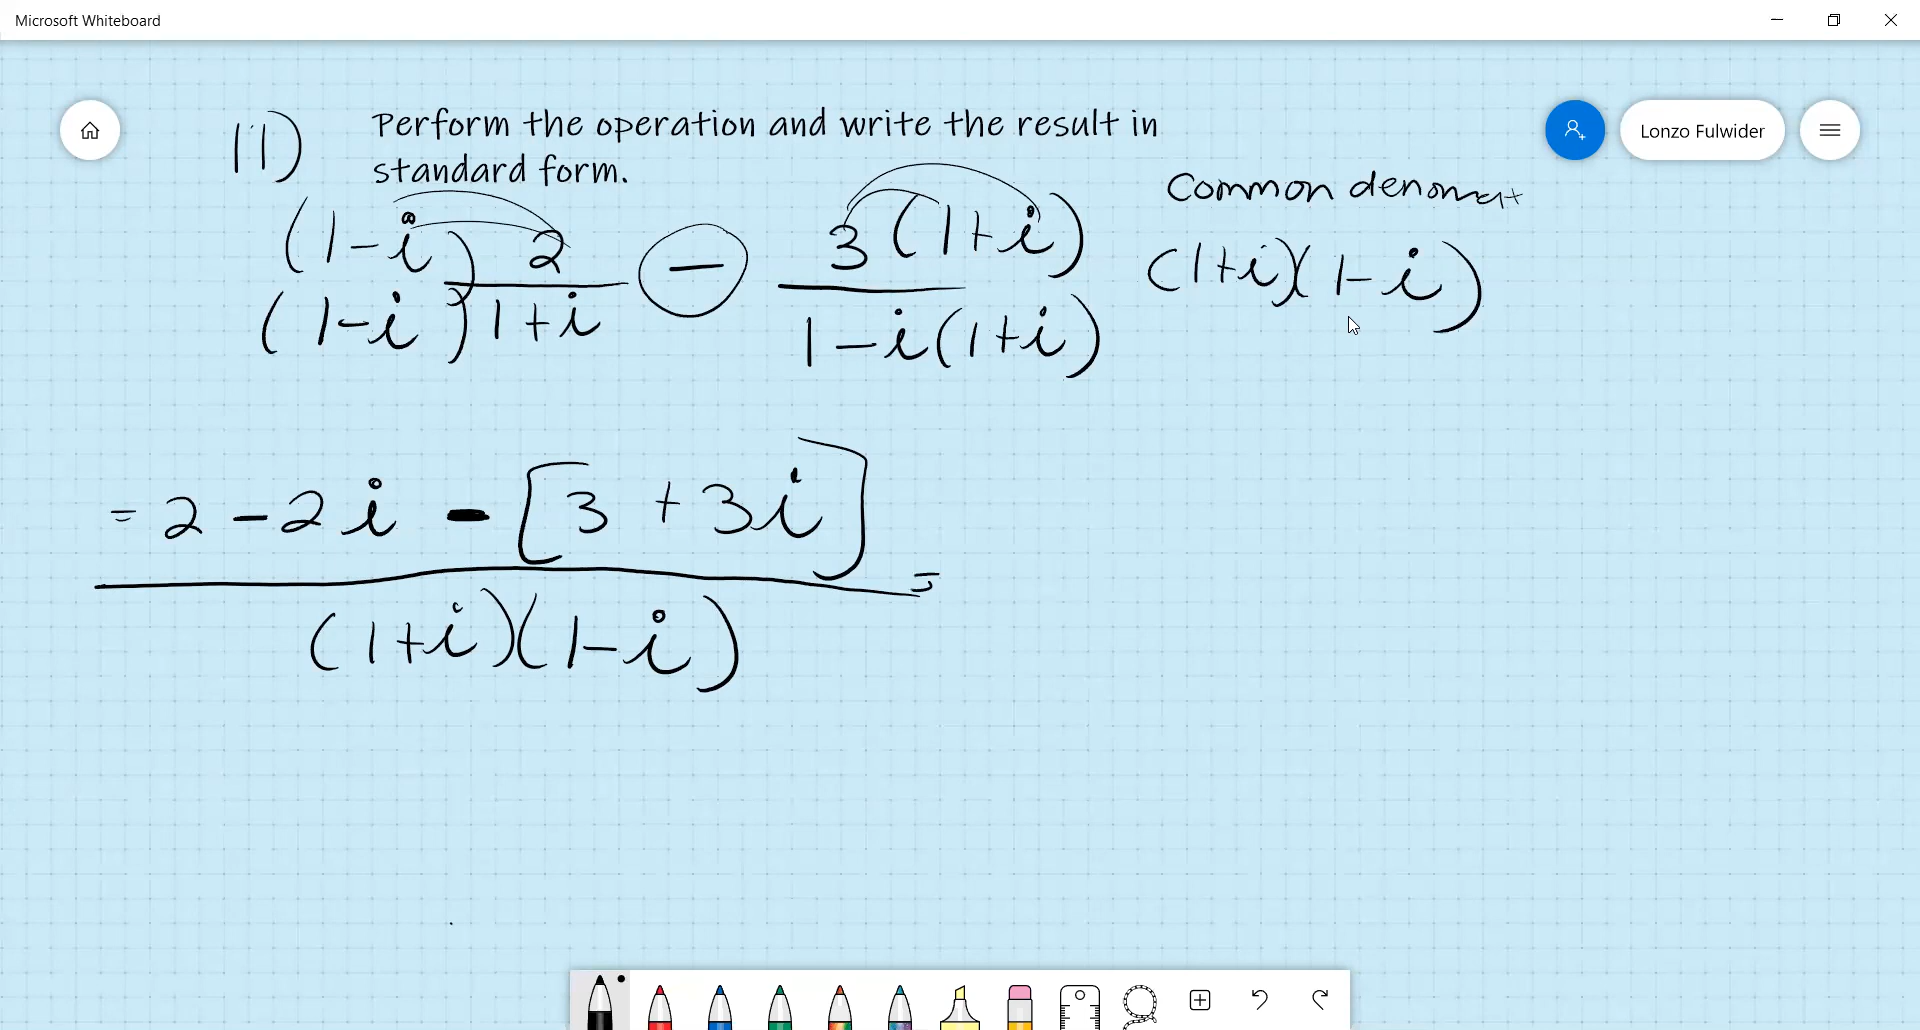 Microsoft Whiteboard
Lonzo Fulwider
11) Perform the operation and write the result in
standard form.
Common denominat
(1-i) 2 − 3(1+i)
(1-i) 1+i 1-i(1+i)
(1+i)(1-i)
= 2 - 2i - [3 + 3i] =
(1+i)(1-i)